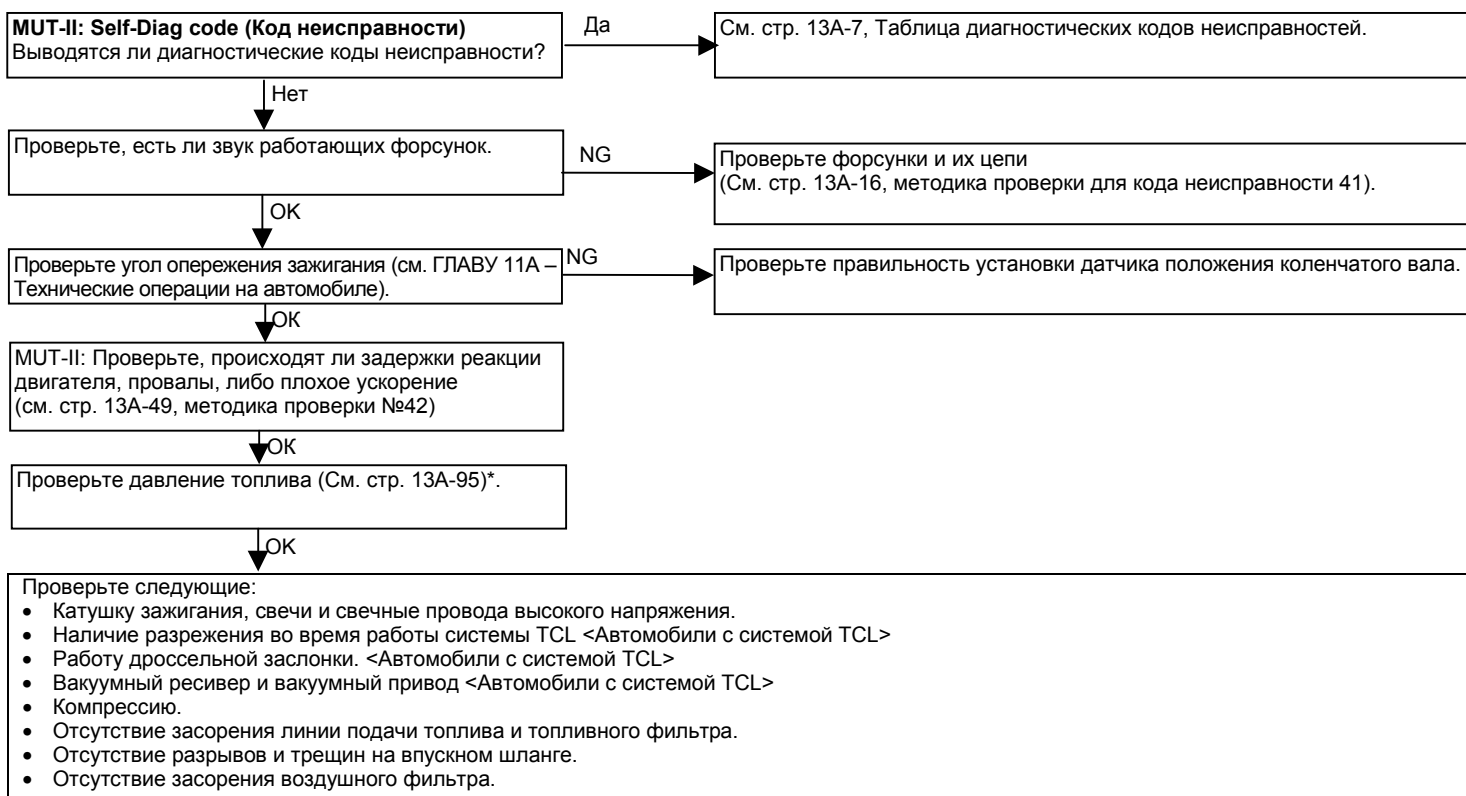 MUT-II: Self-Diag code (Код неисправности)
Выводятся ли диагностические коды неисправности?
Да
См. стр. 13А-7, Таблица диагностических кодов неисправностей.
Нет
Проверьте, есть ли звук работающих форсунок.
NG
Проверьте форсунки и их цепи
(См. стр. 13А-16, методика проверки для кода неисправности 41).
OK
Проверьте угол опережения зажигания (см. ГЛАВУ 11А –
Технические операции на автомобиле).
NG
Проверьте правильность установки датчика положения коленчатого вала.
OK
MUT-II: Проверьте, происходят ли задержки реакции
двигателя, провалы, либо плохое ускорение
(см. стр. 13А-49, методика проверки №42)
OK
Проверьте давление топлива (См. стр. 13А-95)*.
OK
Проверьте следующие:
• Катушку зажигания, свечи и свечные провода высокого напряжения.
• Наличие разрежения во время работы системы TCL <Автомобили с системой TCL>
• Работу дроссельной заслонки. <Автомобили с системой TCL>
• Вакуумный ресивер и вакуумный привод <Автомобили с системой TCL>
• Компрессию.
• Отсутствие засорения линии подачи топлива и топливного фильтра.
• Отсутствие разрывов и трещин на впускном шланге.
• Отсутствие засорения воздушного фильтра.